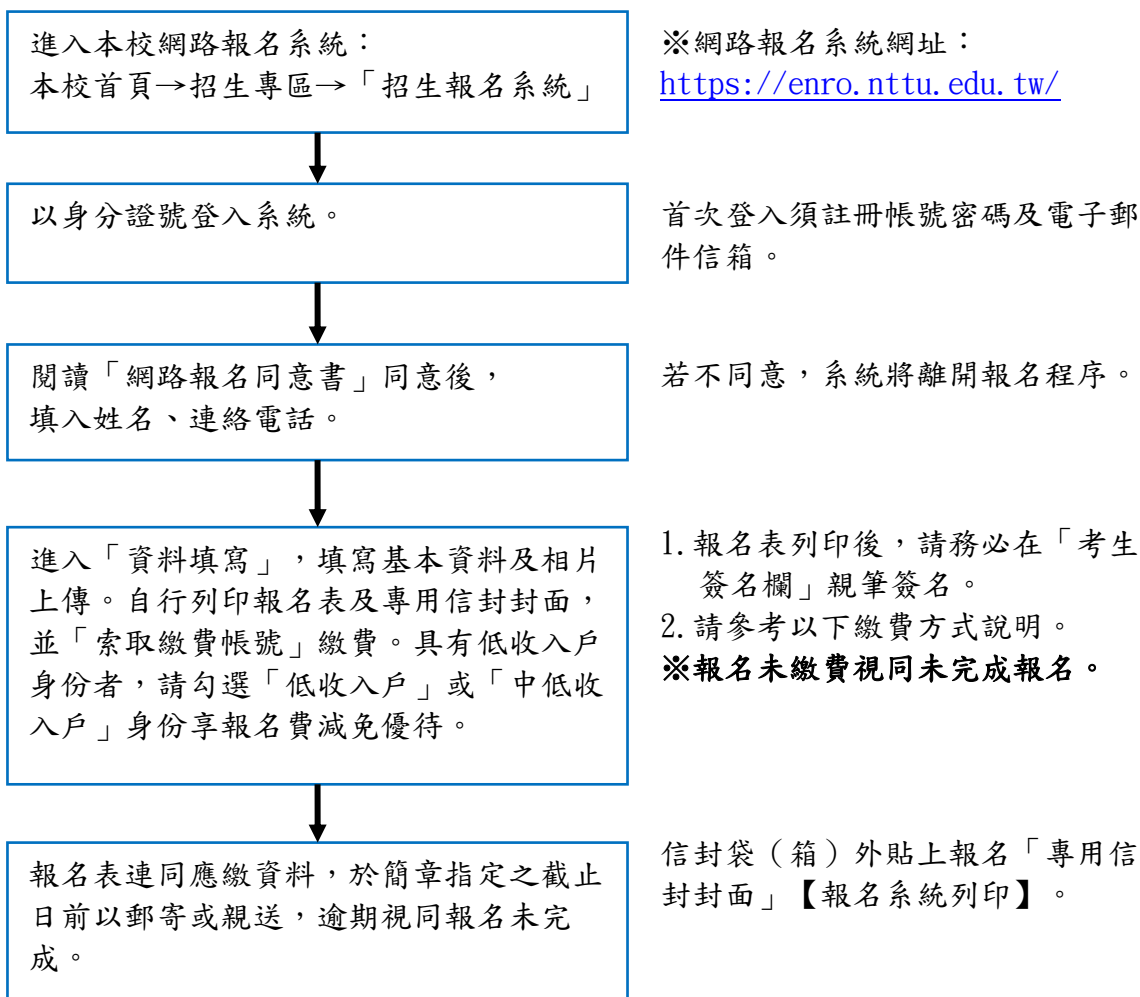 進入本校網路報名系統：
本校首頁→招生專區→「招生報名系統」
※網路報名系統網址：
https://enro.nttu.edu.tw/
以身分證號登入系統。
首次登入須註冊帳號密碼及電子郵
件信箱。
閱讀「網路報名同意書」同意後，
填入姓名、連絡電話。
若不同意，系統將離開報名程序。
進入「資料填寫」，填寫基本資料及相片
上傳。自行列印報名表及專用信封封面，
並「索取繳費帳號」繳費。具有低收入戶
身份者，請勾選「低收入戶」或「中低收
入戶」身份享報名費減免優待。
1.報名表列印後，請務必在「考生
簽名欄」親筆簽名。
2.請參考以下繳費方式說明。
※報名未繳費視同未完成報名。
報名表連同應繳資料，於簡章指定之截止
日前以郵寄或親送，逾期視同報名未完
成。
信封袋（箱）外貼上報名「專用信
封封面」【報名系統列印】。